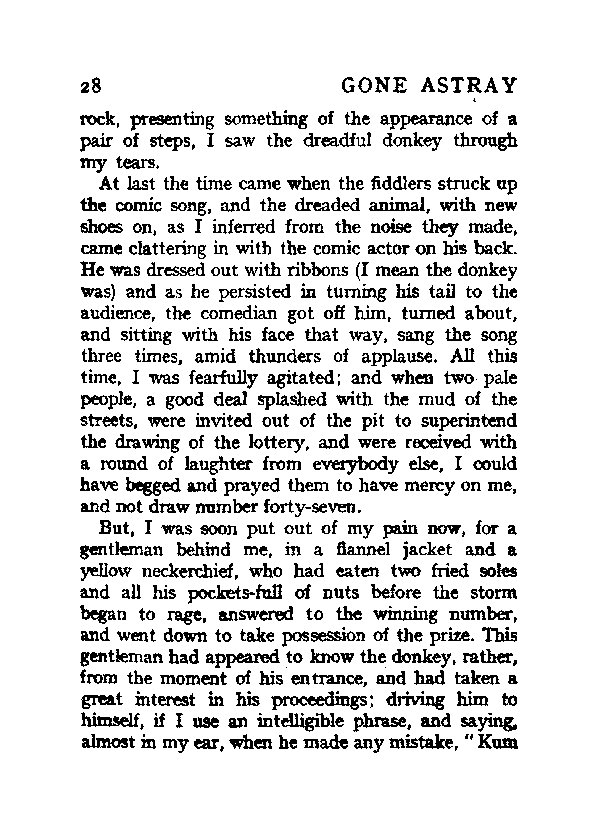 28 GONE ASTRAY
rock, presenting something of the appearance of a
pair of steps, I saw the dreadful donkey through
my tears.
At last the time came when the fiddlers struck up
the comic song, and the dreaded animal, with new
shoes on, as I inferred from the noise they made,
came clattering in with the comic actor on his back.
He was dressed out with ribbons (I mean the donkey
was) and as he persisted in turning his tail to the
audience, the comedian got off him, turned about,
and sitting with his face that way, sang the song
three times, amid thunders of applause. All this
time, I was fearfully agitated; and when two pale
people, a good deal splashed with the mud of the
streets, were invited out of the pit to superintend
the drawing of the lottery, and were received with
a round of laughter from everybody else, I could
have begged and prayed them to have mercy on me,
and not draw number forty-seven.
But, I was soon put out of my pain now, for a
gentleman behind me, in a flannel jacket and a
yellow neckerchief, who had eaten two fried soles
and all his pockets-full of nuts before the storm
began to rage, answered to the winning number,
and went down to take possession of the prize. This
gentleman had appeared to know the donkey, rather,
from the moment of his entrance, and had taken a
great interest in his proceedings; driving him to
himself, if I use an intelligible phrase, and saying,
almost in my ear, when he made any mistake, "Kum